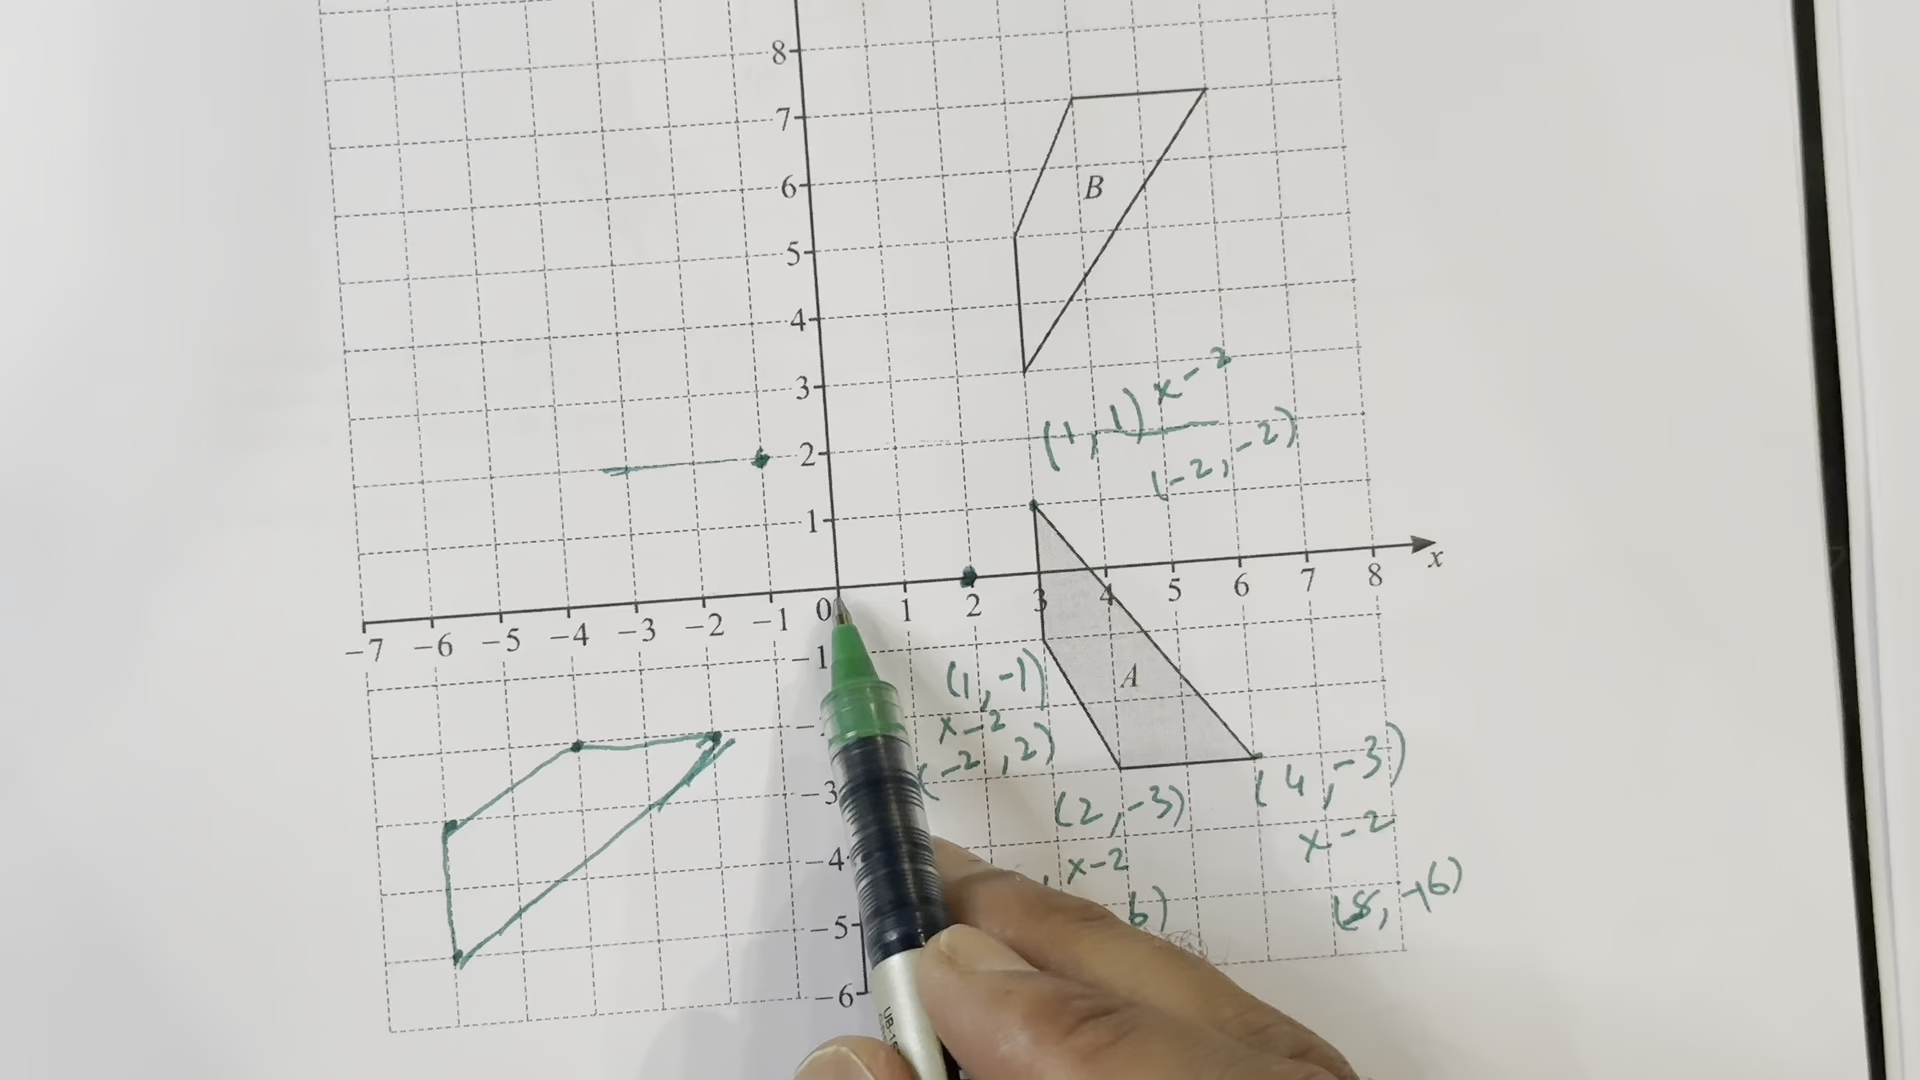 8
7
B
6
5
4
3
x-2
(1, 1)
2
(-2, -2)
1
x
-7 -6 -5 -4 -3 -2 -1 0 1 2 3 4 5 6 7 8
-1
(1, -1)
A
x-2
(-2, 2)
(4, -3)
-3
(2, -3)
x-2
-4
x-2
-5
6)
-6